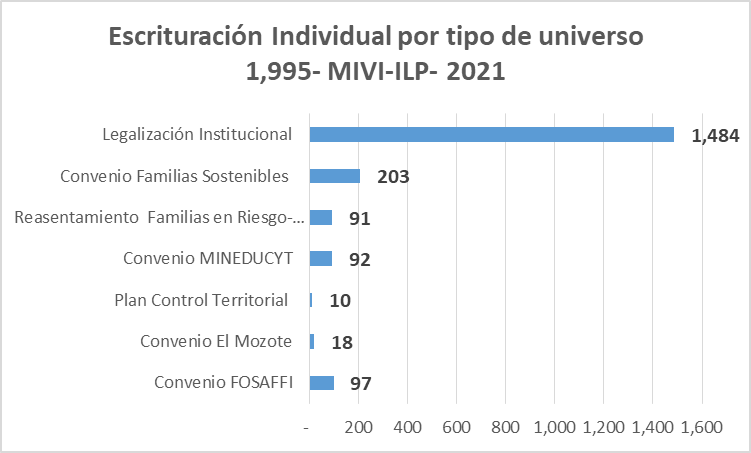 Escrituración Individual por tipo de universo
1,995- MIVI-ILP- 2021
Legalización Institucional
1,484
Convenio Familias Sostenibles
203
Reasentamiento Familias en Riesgo-...
91
Convenio MINEDUCYT
92
Plan Control Territorial
10
Convenio El Mozote
18
Convenio FOSAFFI
97
- 200 400 600 800 1,000 1,200 1,400 1,600